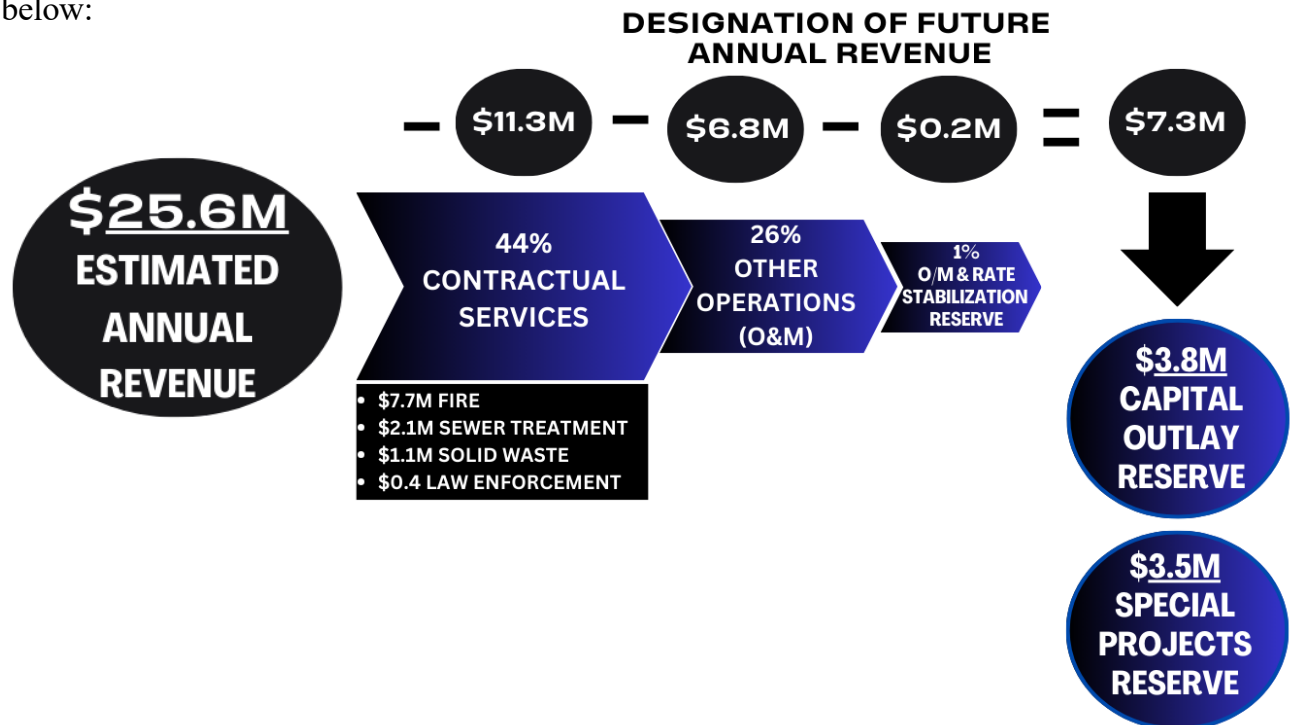 below:
DESIGNATION OF FUTURE
ANNUAL REVENUE
− $11.3M − $6.8M − $0.2M = $7.3M
$25.6M
ESTIMATED
ANNUAL
REVENUE
44%
CONTRACTUAL
SERVICES
• $7.7M FIRE
• $2.1M SEWER TREATMENT
• $1.1M SOLID WASTE
• $0.4 LAW ENFORCEMENT
26%
OTHER
OPERATIONS
(O&M)
1%
O/M & RATE
STABILIZATION
RESERVE
$3.8M
CAPITAL
OUTLAY
RESERVE
$3.5M
SPECIAL
PROJECTS
RESERVE